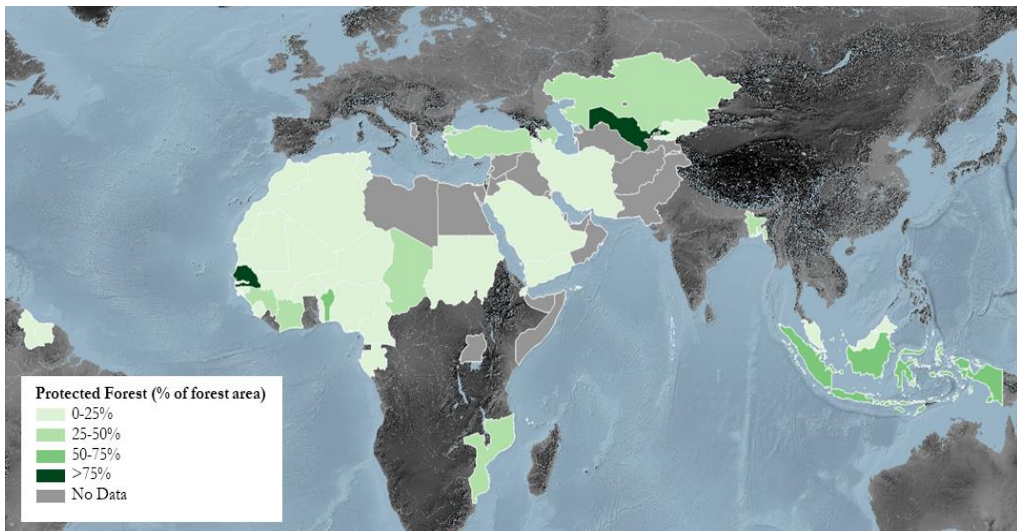 Protected Forest (% of forest area)
0-25%
25-50%
50-75%
>75%
No Data